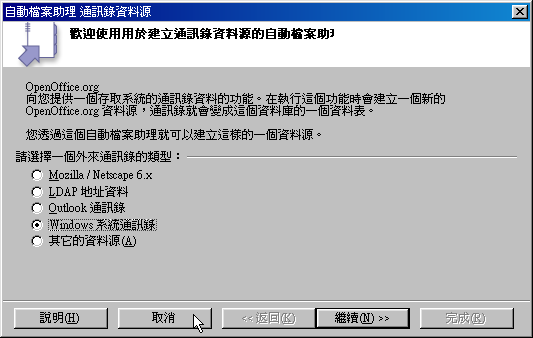 自動檔案助理 通訊錄資料源
歡迎使用用於建立通訊錄資料源的自動檔案助
OpenOffice.org
向您提供一個存取系統的通訊錄資料的功能。在執行這個功能時會建立一個新的
OpenOffice.org 資料源，通訊錄就會變成這個資料庫的一個資料表。
您透過這個自動檔案助理就可以建立這樣的一個資料源。
請選擇一個外來通訊錄的類型：
Mozilla / Netscape 6.x
LDAP 地址資料
Outlook 通訊錄
Windows 系統通訊錄
其它的資料源(A)
說明(H) 取消 << 返回(K) 繼續(N) >> 完成(R)